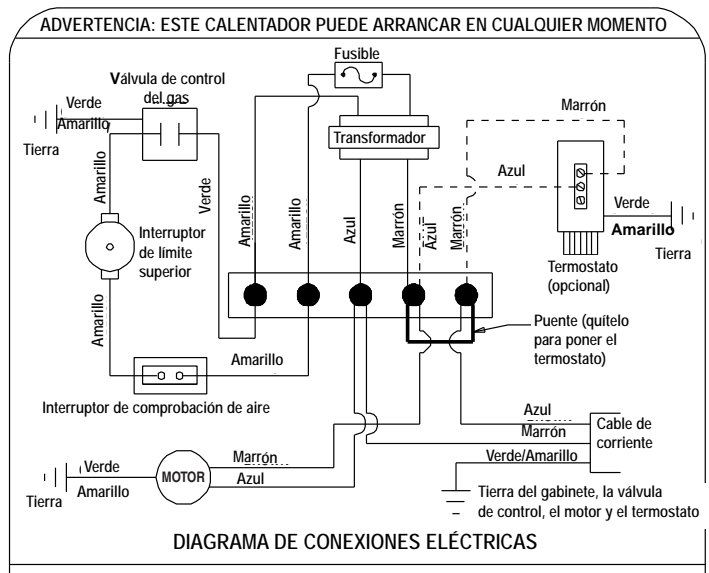 ADVERTENCIA: ESTE CALENTADOR PUEDE ARRANCAR EN CUALQUIER MOMENTO
Fusible
Válvula de control
del gas
Verde
Amarillo
Tierra
Transformador
Marrón
Azul
Verde
Amarillo
Tierra
Termostato
(opcional)
Amarillo
Verde
Amarillo
Amarillo
Azul
Marrón
Azul
Marrón
Interruptor
de límite
superior
Puente (quítelo
para poner el
termostato)
Amarillo
Amarillo
Interruptor de comprobación de aire
Azul
Marrón
Verde/Amarillo
Cable de
corriente
Verde
Amarillo
Tierra
MOTOR
Marrón
Azul
Tierra del gabinete, la válvula
de control, el motor y el termostato
DIAGRAMA DE CONEXIONES ELÉCTRICAS